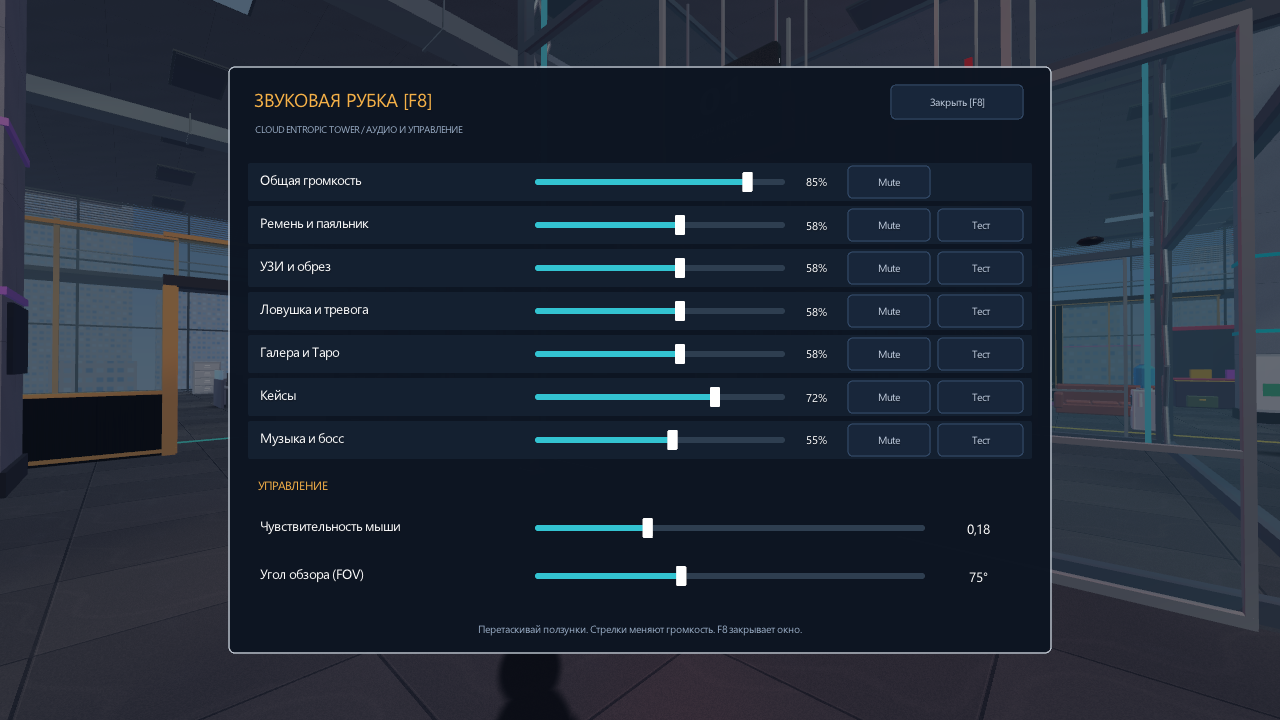 ЗВУКОВАЯ РУБКА [F8]
Закрыть [F8]
CLOUD ENTROPIC TOWER / АУДИО И УПРАВЛЕНИЕ
Общая громкость 85% Mute
Ремень и паяльник 58% Mute Тест
УЗИ и обрез 58% Mute Тест
Ловушка и тревога 58% Mute Тест
Галера и Таро 58% Mute Тест
Кейсы 72% Mute Тест
Музыка и босс 55% Mute Тест
УПРАВЛЕНИЕ
Чувствительность мыши 0,18
Угол обзора (FOV) 75°
Перетаскивай ползунки. Стрелки меняют громкость. F8 закрывает окно.